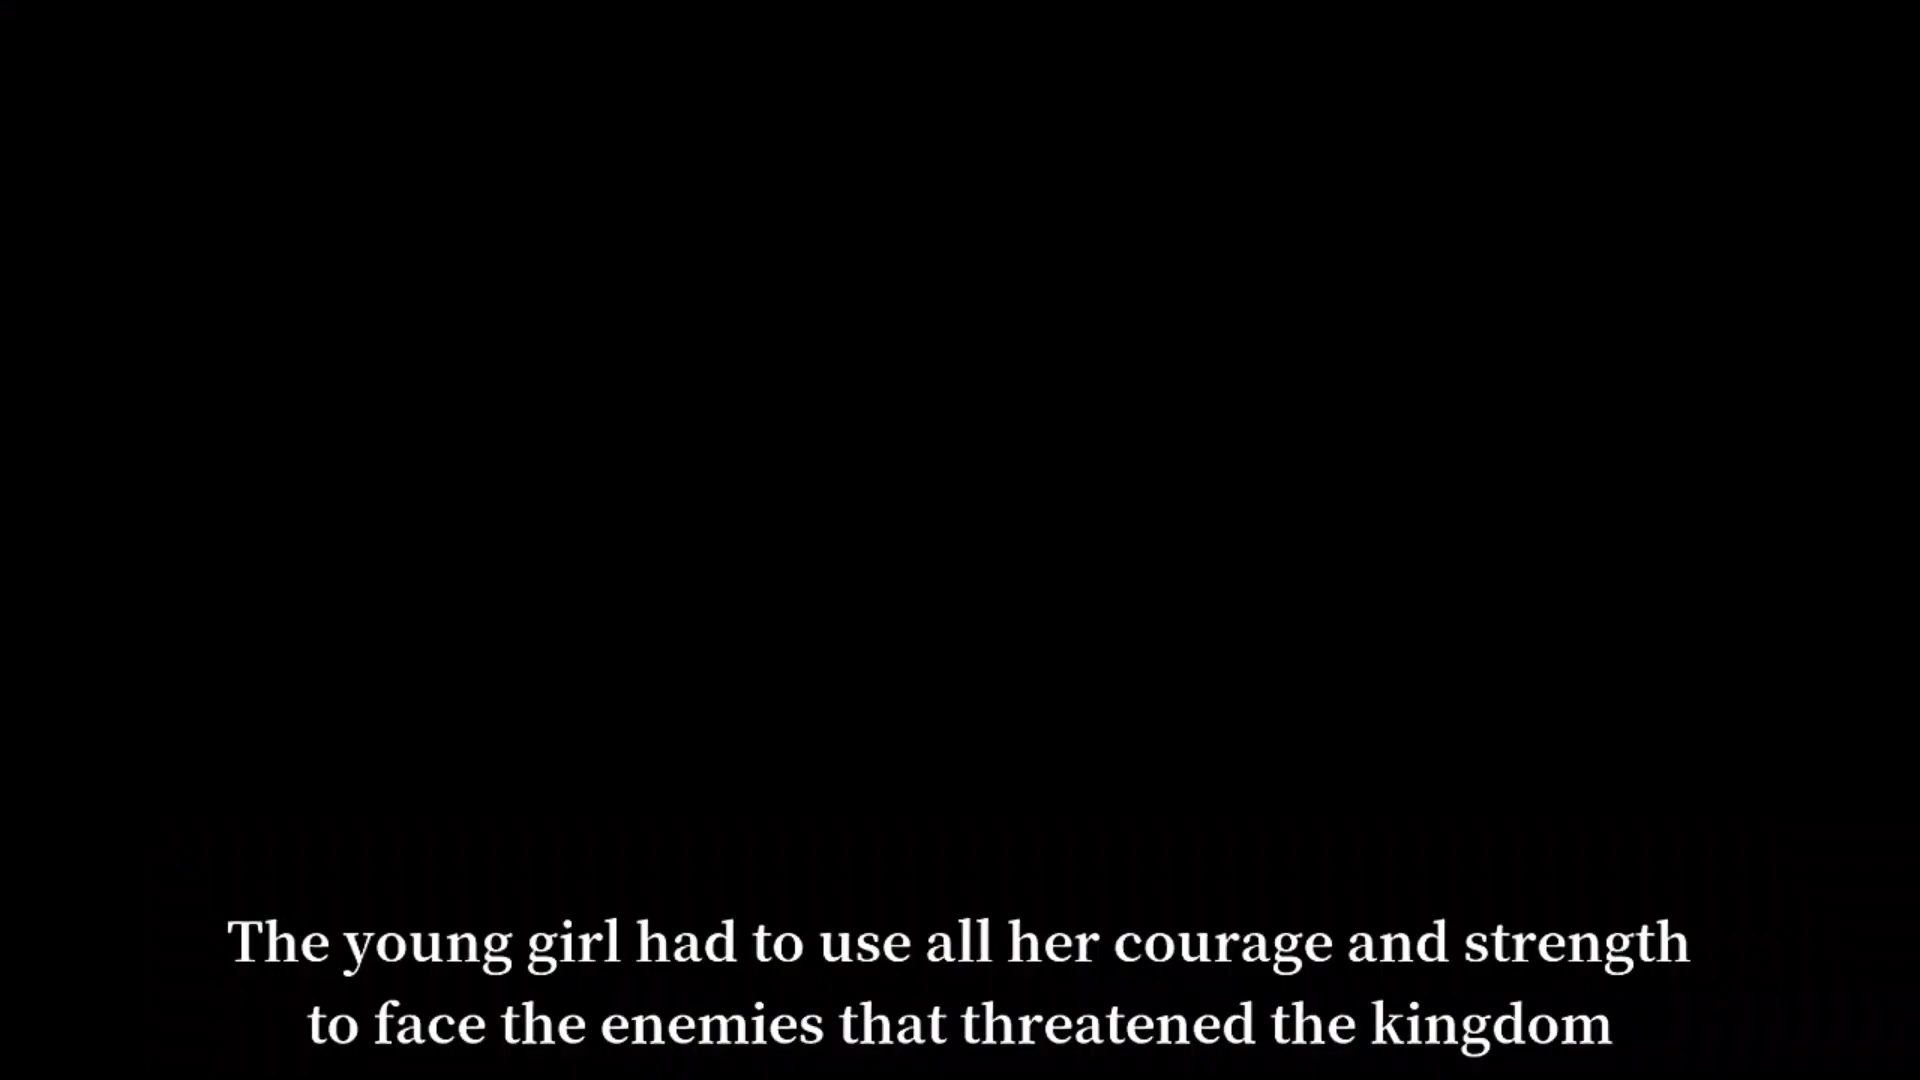 The young girl had to use all her courage and strength
to face the enemies that threatened the kingdom